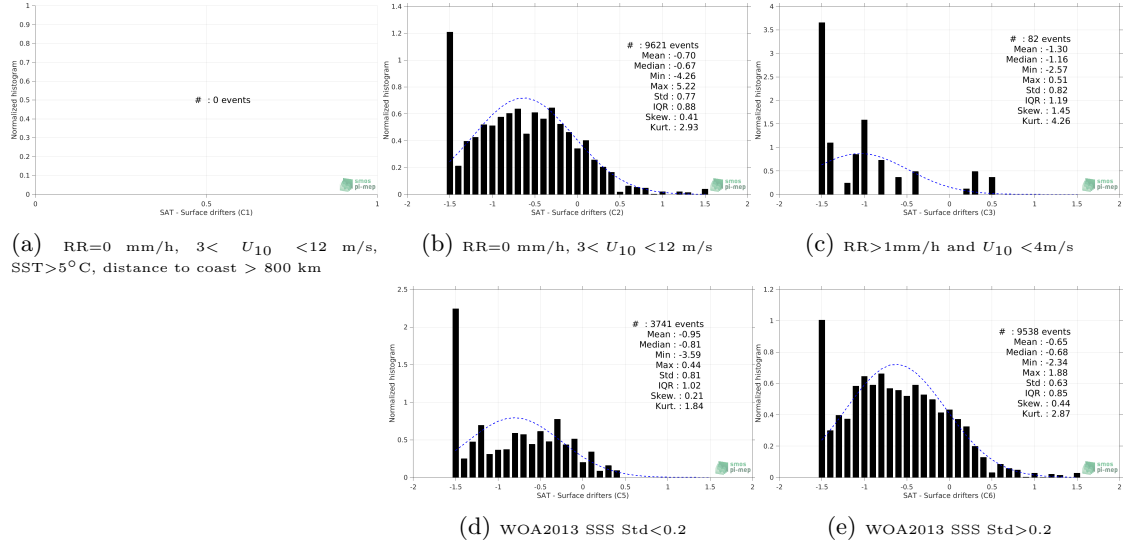 1
0.9
0.8
0.7
0.6
0.5
0.4
0.3
0.2
0.1
0
Normalized histogram
# : 0 events
0 0.5 1
SAT - Surface drifters (C1)
smos
pi-mep
(a) RR=0 mm/h, 3< U10 <12 m/s,
SST>5°C, distance to coast > 800 km
1.4
1.2
1
0.8
0.6
0.4
0.2
0
Normalized histogram
# : 9621 events
Mean : -0.70
Median : -0.67
Min : -4.26
Max : 5.22
Std : 0.77
IQR : 0.88
Skew. : 0.41
Kurt. : 2.93
-2 -1.5 -1 -0.5 0 0.5 1 1.5 2
SAT - Surface drifters (C2)
smos
pi-mep
(b) RR=0 mm/h, 3< U10 <12 m/s
4
3.5
3
2.5
2
1.5
1
0.5
0
Normalized histogram
# : 82 events
Mean : -1.30
Median : -1.16
Min : -2.57
Max : 0.51
Std : 0.82
IQR : 1.19
Skew. : 1.45
Kurt. : 4.26
-2 -1.5 -1 -0.5 0 0.5 1 1.5 2
SAT - Surface drifters (C3)
smos
pi-mep
(c) RR>1mm/h and U10 <4m/s
2.5
2
1.5
1
0.5
0
Normalized histogram
# : 3741 events
Mean : -0.95
Median : -0.81
Min : -3.59
Max : 0.44
Std : 0.81
IQR : 1.02
Skew. : 0.21
Kurt. : 1.84
-2 -1.5 -1 -0.5 0 0.5 1 1.5 2
SAT - Surface drifters (C5)
smos
pi-mep
(d) WOA2013 SSS Std<0.2
1.2
1
0.8
0.6
0.4
0.2
0
Normalized histogram
# : 9538 events
Mean : -0.65
Median : -0.68
Min : -2.34
Max : 1.88
Std : 0.63
IQR : 0.85
Skew. : 0.44
Kurt. : 2.87
-2 -1.5 -1 -0.5 0 0.5 1 1.5 2
SAT - Surface drifters (C6)
smos
pi-mep
(e) WOA2013 SSS Std>0.2